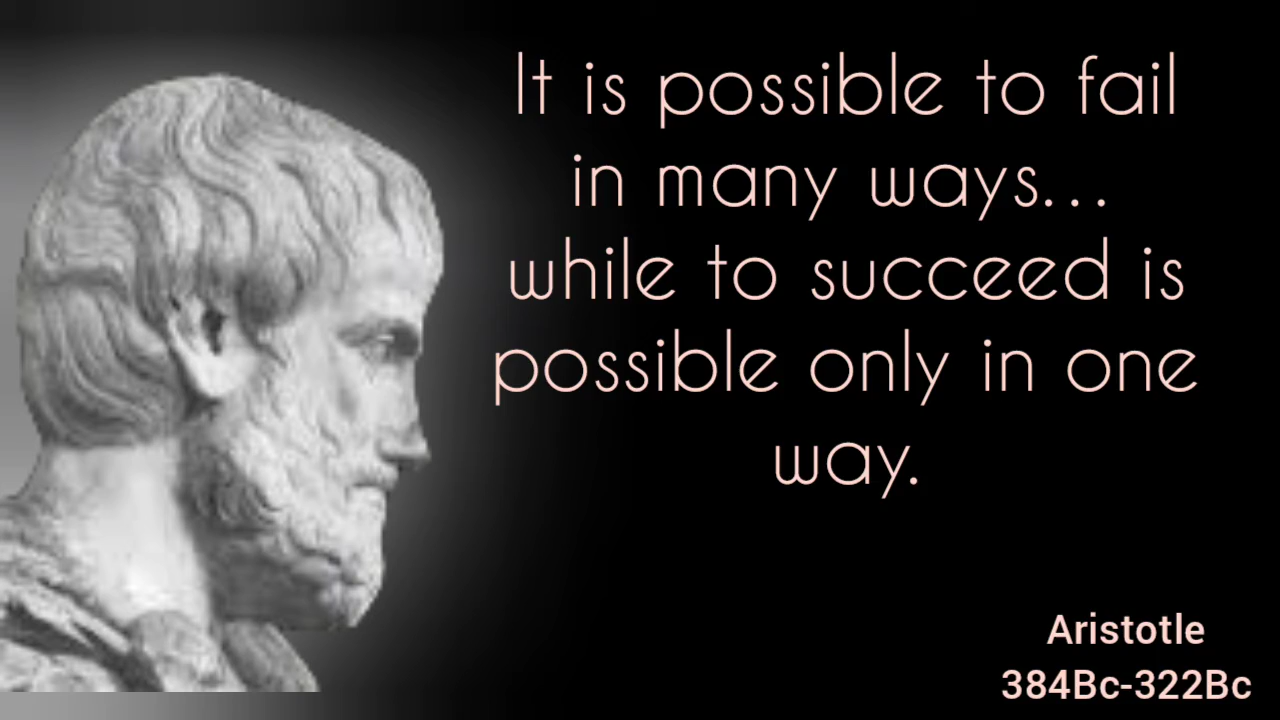 It is possible to fail
in many ways...
while to succeed is
possible only in one
way.
Aristotle
384Bc-322Bc